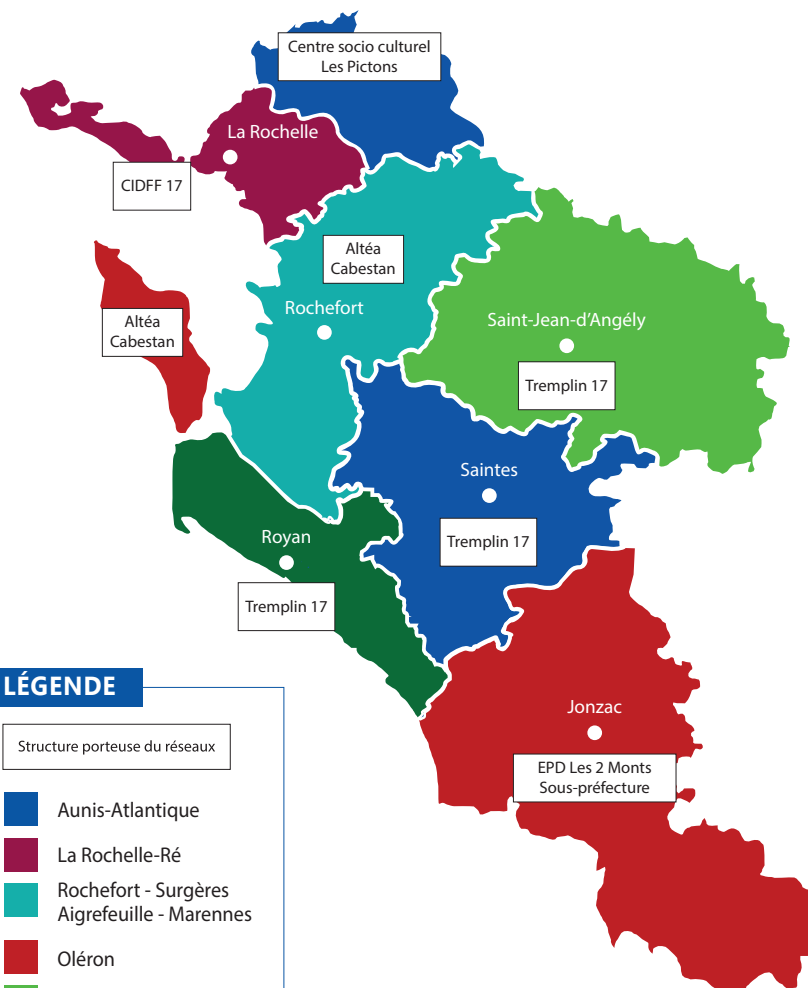 Centre socio culturel
Les Pictons
La Rochelle
CIDFF 17
Altéa
Cabestan
Rochefort
Altéa
Cabestan
Saint-Jean-d'Angély
Tremplin 17
Saintes
Tremplin 17
Royan
Tremplin 17
Jonzac
EPD Les 2 Monts
Sous-préfecture
LÉGENDE
Structure porteuse du réseaux
Aunis-Atlantique
La Rochelle-Ré
Rochefort - Surgères
Aigrefeuille - Marennes
Oléron